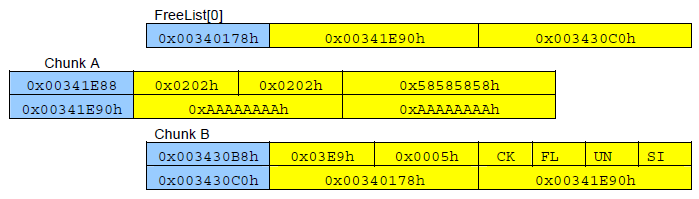 FreeList[0]
0x00340178h 0x00341E90h 0x003430C0h
Chunk A
0x00341E88 0x0202h 0x0202h 0x58585858h
0x00341E90h 0xAAAAAAAAh 0xAAAAAAAAh
Chunk B
0x003430B8h 0x03E9h 0x0005h CK FL UN SI
0x003430C0h 0x00340178h 0x00341E90h